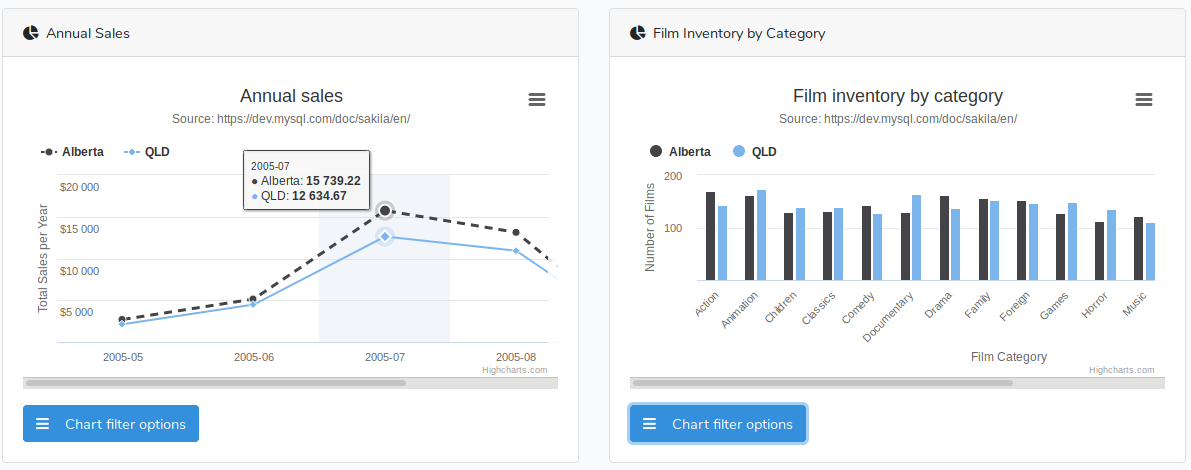 Annual Sales
Annual sales
Source: https://dev.mysql.com/doc/sakila/en/
Alberta QLD
2005-07
Alberta: 15 739.22
QLD: 12 634.67
Total Sales per Year
$20 000
$15 000
$10 000
$5 000
2005-05 2005-06 2005-07 2005-08
Highcharts.com
Chart filter options
Film Inventory by Category
Film inventory by category
Source: https://dev.mysql.com/doc/sakila/en/
Alberta QLD
Number of Films
200
100
Action Animation Children Classics Comedy Documentary Drama Family Foreign Games Horror Music
Film Category
Highcharts.com
Chart filter options